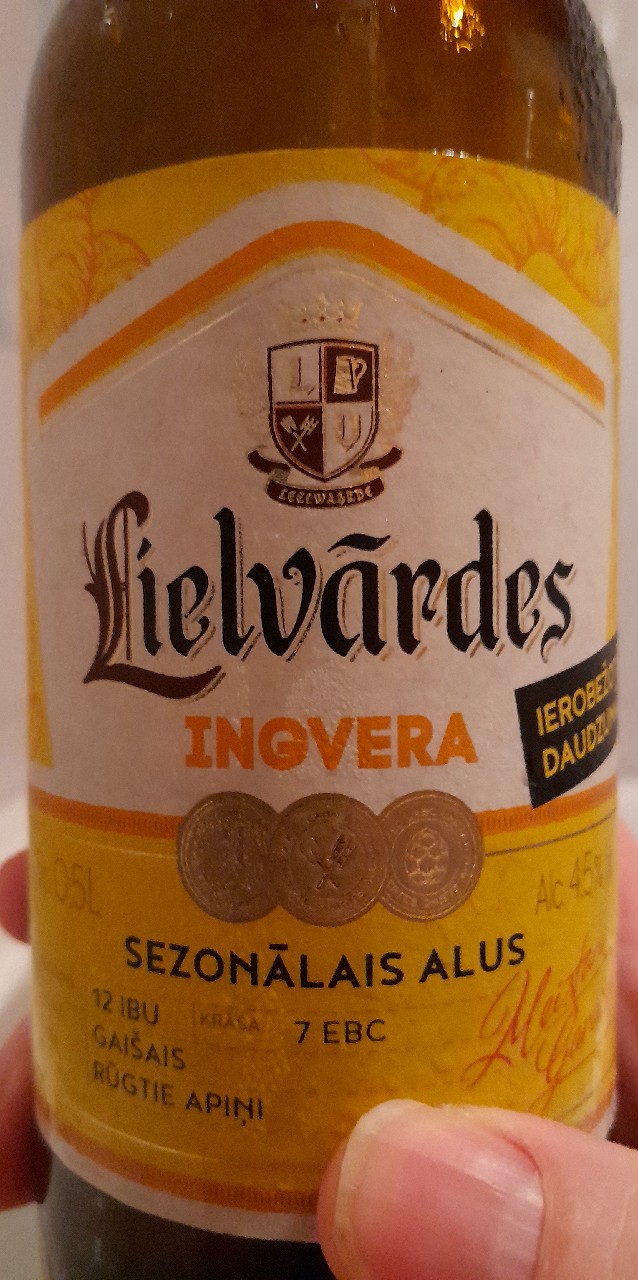 L
V
LEELWAERDE
Lielvārdes
INGVERA
IEROBEŽO
DAUDZUM
0,5L
Alc 4.5%
SEZONĀLAIS ALUS
12 IBU
KRĀSA
7 EBC
GAIŠAIS
RŪGTIE APIŅI